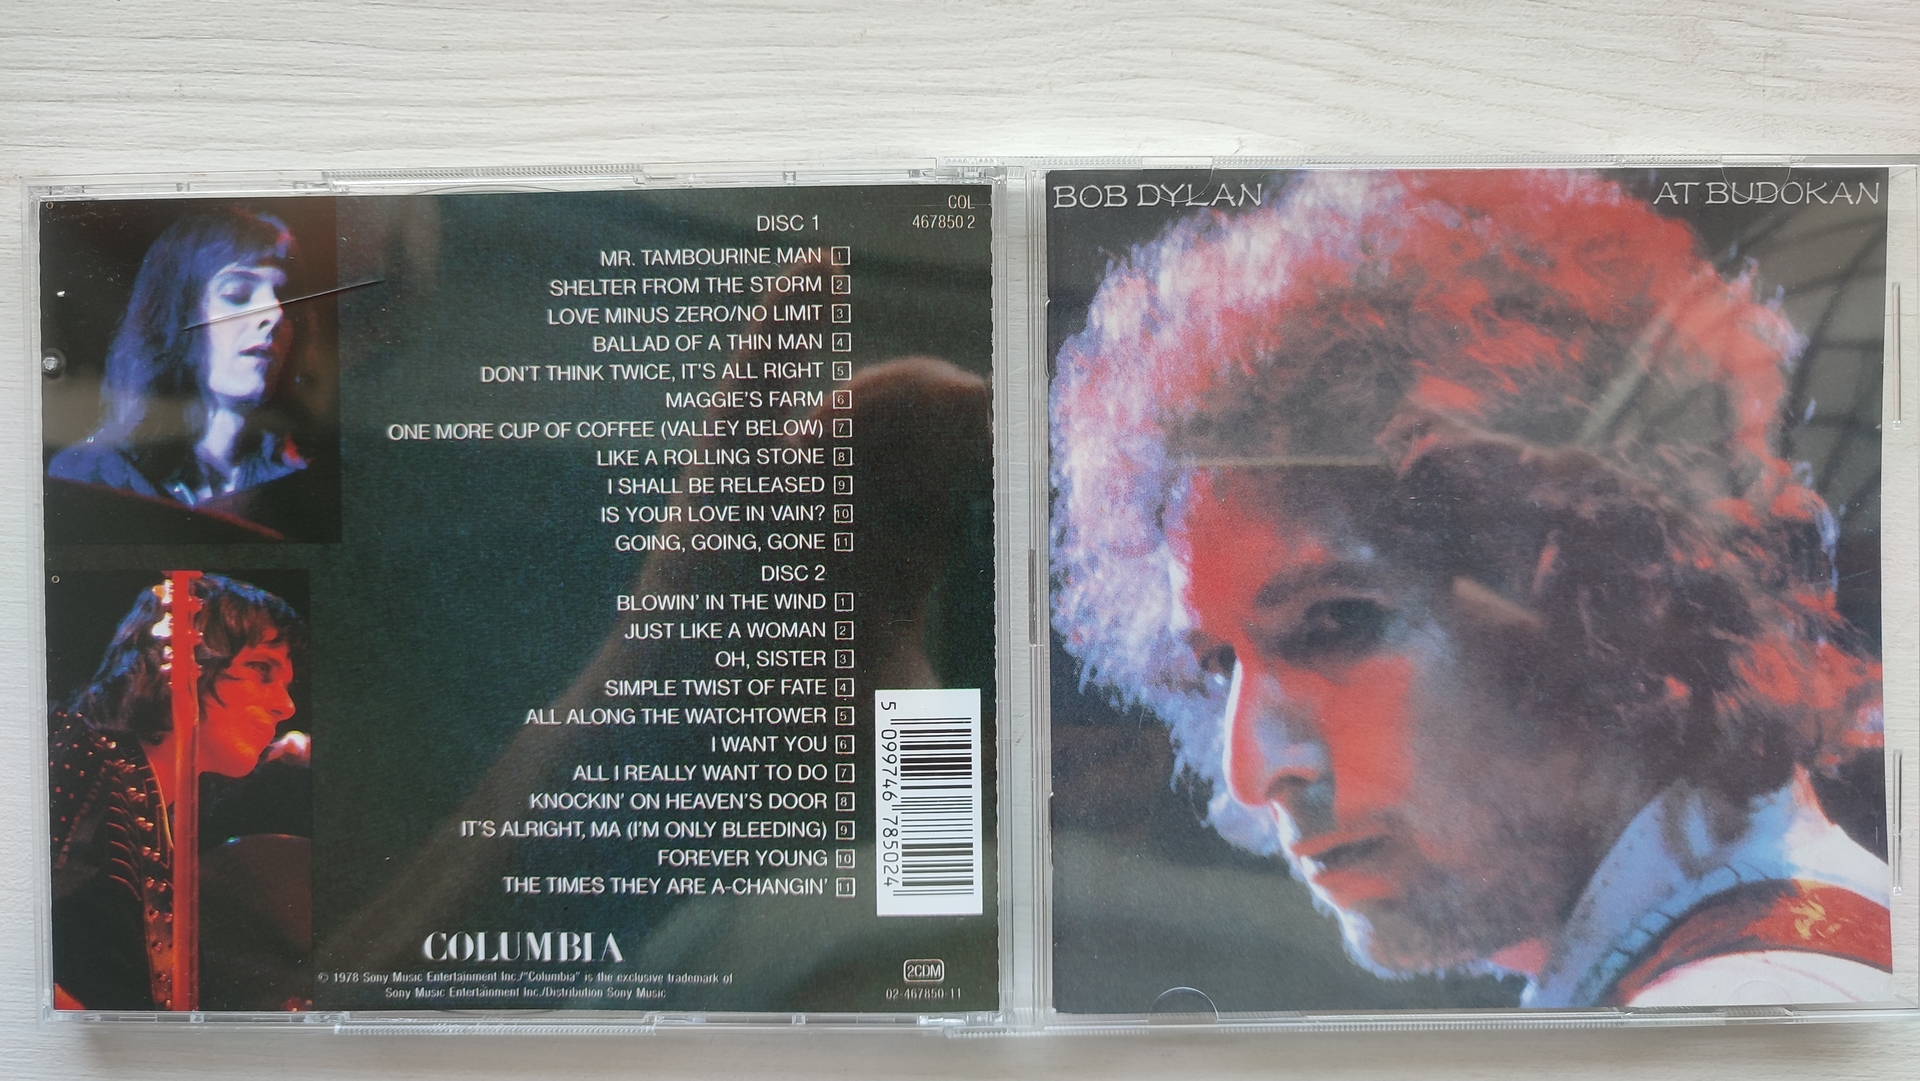 COL
467850 2
DISC 1
MR. TAMBOURINE MAN 1
SHELTER FROM THE STORM 2
LOVE MINUS ZERO/NO LIMIT 3
BALLAD OF A THIN MAN 4
DON'T THINK TWICE, IT'S ALL RIGHT 5
MAGGIE'S FARM 6
ONE MORE CUP OF COFFEE (VALLEY BELOW) 7
LIKE A ROLLING STONE 8
I SHALL BE RELEASED 9
IS YOUR LOVE IN VAIN? 10
GOING, GOING, GONE 11
DISC 2
BLOWIN' IN THE WIND 1
JUST LIKE A WOMAN 2
OH, SISTER 3
SIMPLE TWIST OF FATE 4
ALL ALONG THE WATCHTOWER 5
I WANT YOU 6
ALL I REALLY WANT TO DO 7
KNOCKIN' ON HEAVEN'S DOOR 8
IT'S ALRIGHT, MA (I'M ONLY BLEEDING) 9
FOREVER YOUNG 10
THE TIMES THEY ARE A-CHANGIN' 11
5 099746 785024
COLUMBIA
© 1978 Sony Music Entertainment Inc./"Columbia" is the exclusive trademark of
Sony Music Entertainment Inc./Distribution Sony Music
2CDM
02-467850-11
BOB DYLAN
AT BUDOKAN